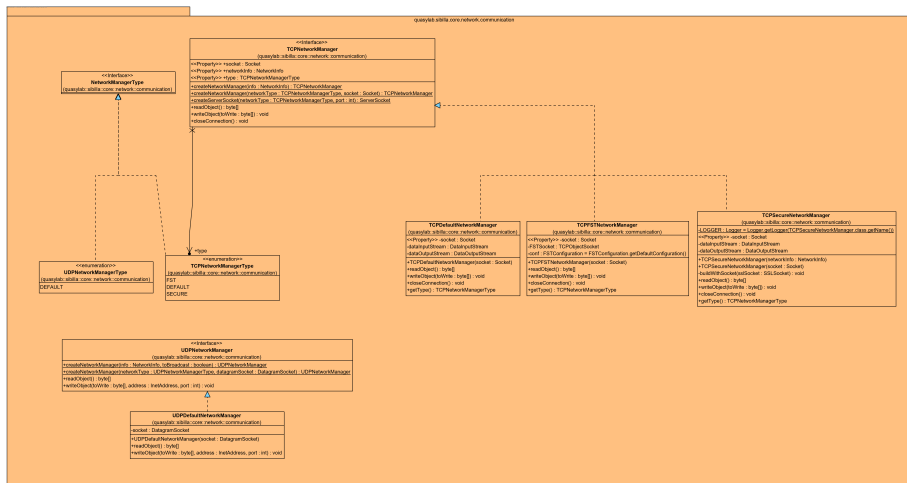 quasylab.sibilla.core.network.communication
<<Interface>>
TCPNetworkManager
(quasylab::sibilla::core::network::communication)
<<Property>> +socket : Socket
<<Property>> +networkInfo : NetworkInfo
<<Property>> +type : TCPNetworkManagerType
+createNetworkManager(info : NetworkInfo) : TCPNetworkManager
+createNetworkManager(networkType : TCPNetworkManagerType, socket : Socket) : TCPNetworkManager
+createServerSocket(networkType : TCPNetworkManagerType, port : int) : ServerSocket
+readObject() : byte[]
+writeObject(toWrite : byte[]) : void
+closeConnection() : void
<<Interface>>
NetworkManagerType
(quasylab::sibilla::core::network::communication)
+type
<<enumeration>>
UDPNetworkManagerType
(quasylab::sibilla::core::network::communication)
DEFAULT
<<enumeration>>
TCPNetworkManagerType
(quasylab::sibilla::core::network::communication)
FST
DEFAULT
SECURE
TCPDefaultNetworkManager
(quasylab::sibilla::core::network::communication)
<<Property>> -socket : Socket
-dataInputStream : DataInputStream
-dataOutputStream : DataOutputStream
+TCPDefaultNetworkManager(socket : Socket)
+readObject() : byte[]
+writeObject(toWrite : byte[]) : void
+closeConnection() : void
+getType() : TCPNetworkManagerType
TCPFSTNetworkManager
(quasylab::sibilla::core::network::communication)
<<Property>> -socket : Socket
-FSTSocket : TCPObjectSocket
-conf : FSTConfiguration = FSTConfiguration.getDefaultConfiguration()
+TCPFSTNetworkManager(socket : Socket)
+readObject() : byte[]
+writeObject(toWrite : byte[]) : void
+closeConnection() : void
+getType() : TCPNetworkManagerType
TCPSecureNetworkManager
(quasylab::sibilla::core::network::communication)
-LOGGER : Logger = Logger.getLogger(TCPSecureNetworkManager.class.getName())
<<Property>> -socket : Socket
-dataInputStream : DataInputStream
-dataOutputStream : DataOutputStream
+TCPSecureNetworkManager(networkInfo : NetworkInfo)
+TCPSecureNetworkManager(socket : Socket)
-buildWithSocket(sslSocket : SSLSocket) : void
+readObject() : byte[]
+writeObject(toWrite : byte[]) : void
+closeConnection() : void
+getType() : TCPNetworkManagerType
<<Interface>>
UDPNetworkManager
(quasylab::sibilla::core::network::communication)
+createNetworkManager(info : NetworkInfo, toBroadcast : boolean) : UDPNetworkManager
+createNetworkManager(networkType : UDPNetworkManagerType, datagramSocket : DatagramSocket) : UDPNetworkManager
+readObject() : byte[]
+writeObject(toWrite : byte[], address : InetAddress, port : int) : void
UDPDefaultNetworkManager
(quasylab::sibilla::core::network::communication)
-socket : DatagramSocket
+UDPDefaultNetworkManager(socket : DatagramSocket)
+readObject() : byte[]
+writeObject(toWrite : byte[], address : InetAddress, port : int) : void